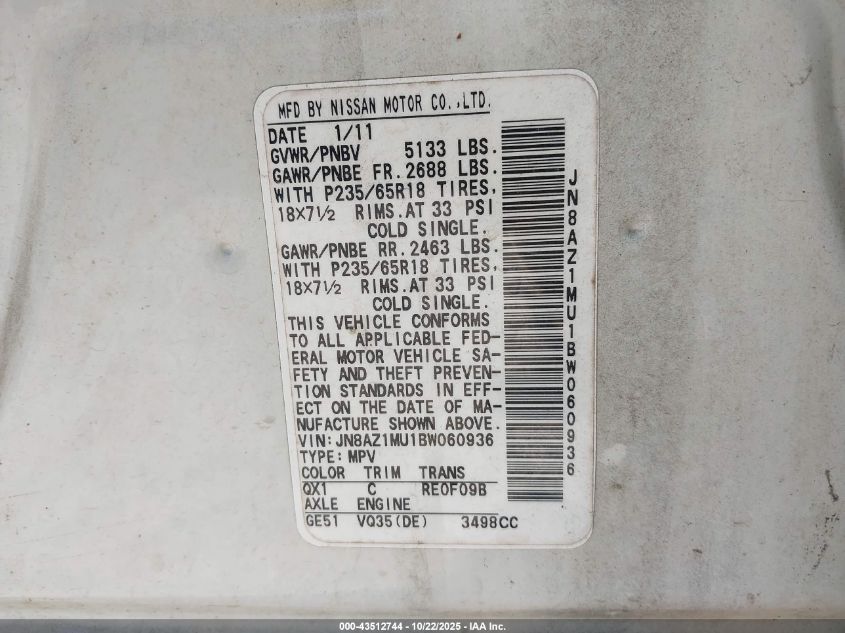 MFD BY NISSAN MOTOR CO.,LTD.
DATE 1/11
GVWR/PNBV 5133 LBS.
GAWR/PNBE FR. 2688 LBS.
WITH P235/65R18 TIRES,
18X7½ RIMS.AT 33 PSI
COLD SINGLE.
GAWR/PNBE RR. 2463 LBS.
WITH P235/65R18 TIRES,
18X7½ RIMS.AT 33 PSI
COLD SINGLE.
THIS VEHICLE CONFORMS
TO ALL APPLICABLE FED-
ERAL MOTOR VEHICLE SA-
FETY AND THEFT PREVEN-
TION STANDARDS IN EFF-
ECT ON THE DATE OF MA-
NUFACTURE SHOWN ABOVE.
VIN:JN8AZ1MU1BW060936
TYPE:MPV
COLOR TRIM TRANS
QX1 C RE0F09B
AXLE ENGINE
GE51 VQ35(DE) 3498CC
JN8AZ1MU1BW060936
000-43512744 - 10/22/2025 - IAA Inc.